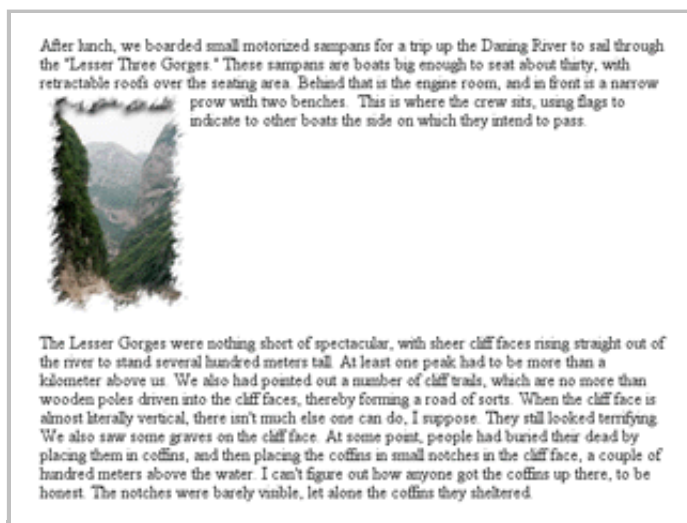 After lunch, we boarded small motorized sampans for a trip up the Daning River to sail through
the "Lesser Three Gorges." These sampans are boats big enough to seat about thirty, with
retractable roofs over the seating area. Behind that is the engine room, and in front is a narrow
prow with two benches. This is where the crew sits, using flags to
indicate to other boats the side on which they intend to pass.
The Lesser Gorges were nothing short of spectacular, with sheer cliff faces rising straight out of
the river to stand several hundred meters tall. At least one peak had to be more than a
kilometer above us. We also had pointed out a number of cliff trails, which are no more than
wooden poles driven into the cliff faces, thereby forming a road of sorts. When the cliff face is
almost literally vertical, there isn't much else one can do, I suppose. They still looked terrifying.
We also saw some graves on the cliff face. At some point, people had buried their dead by
placing them in coffins, and then placing the coffins in small notches in the cliff face, a couple of
hundred meters above the water. I can't figure out how anyone got the coffins up there, to be
honest. The notches were barely visible, let alone the coffins they sheltered.